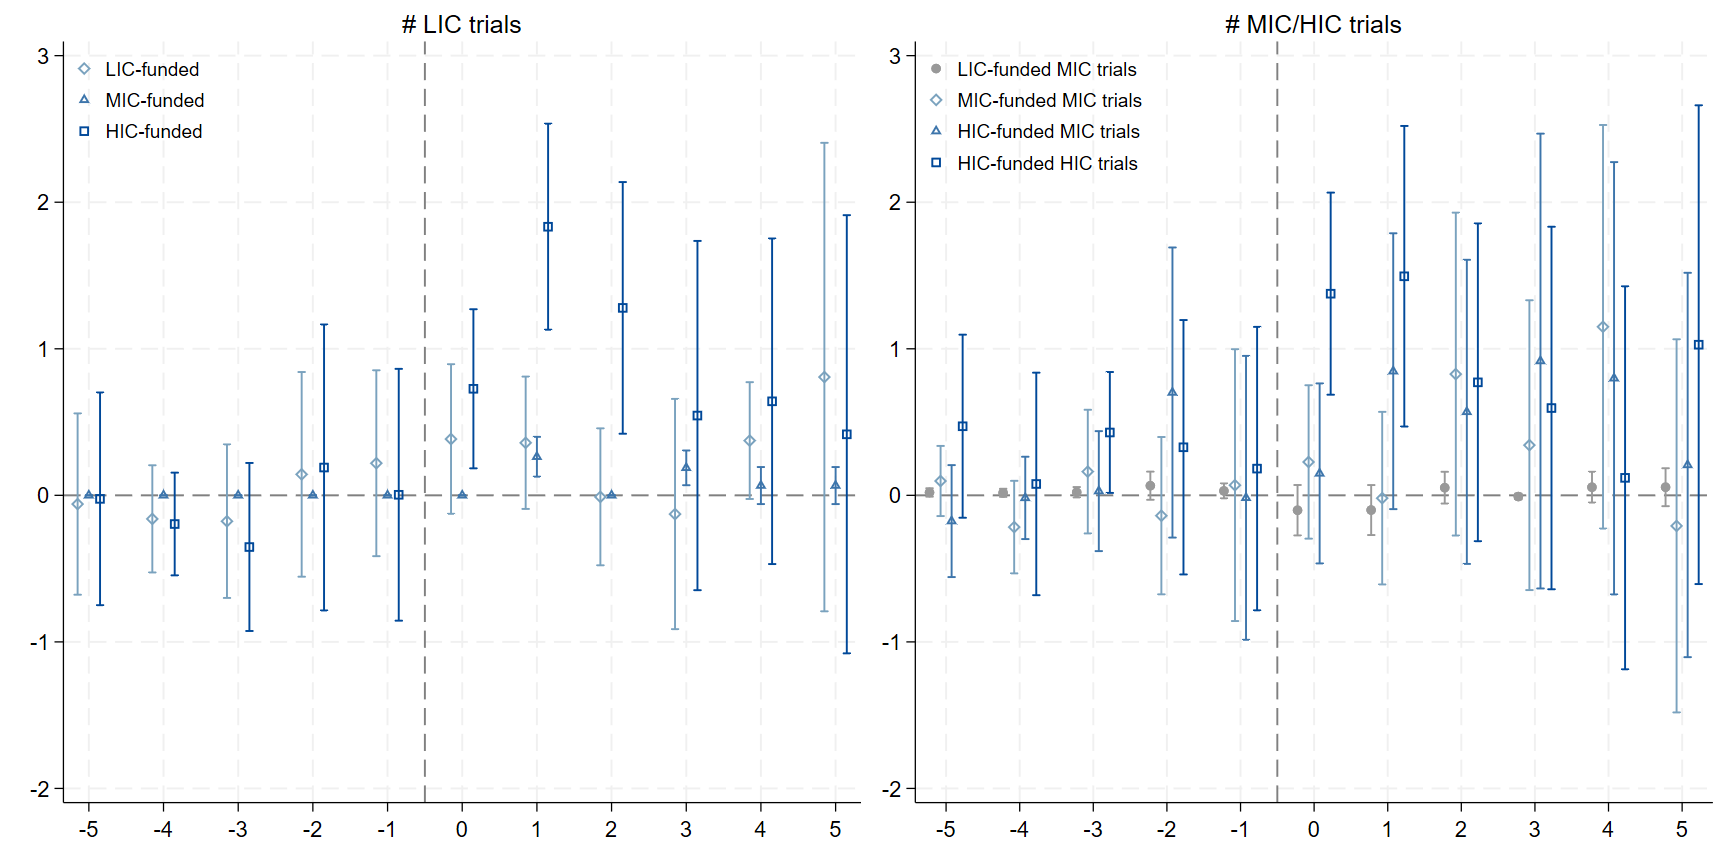 # LIC trials
3
2
1
0
-1
-2
LIC-funded
MIC-funded
HIC-funded
-5 -4 -3 -2 -1 0 1 2 3 4 5
# MIC/HIC trials
3
2
1
0
-1
-2
LIC-funded MIC trials
MIC-funded MIC trials
HIC-funded MIC trials
HIC-funded HIC trials
-5 -4 -3 -2 -1 0 1 2 3 4 5